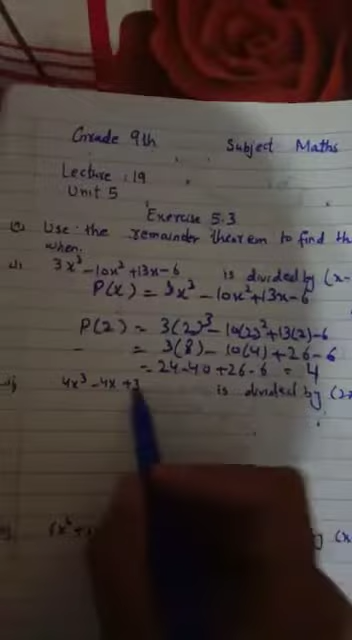 Grade 9th Subject Maths
Lecture : 19
Unit 5
Exercise 5.3
Use the remainder theorem to find th
when.
3x³ - 10x² + 13x - 6 is divided by (x-
P(x) = 3x³ - 10x² + 13x - 6
P(2) = 3(2)³ - 10(2)² + 13(2) - 6
= 3(8) - 10(4) + 26 - 6
= 24 - 40 + 26 - 6 = 4
4x³ - 4x + 3 is divided by (2x